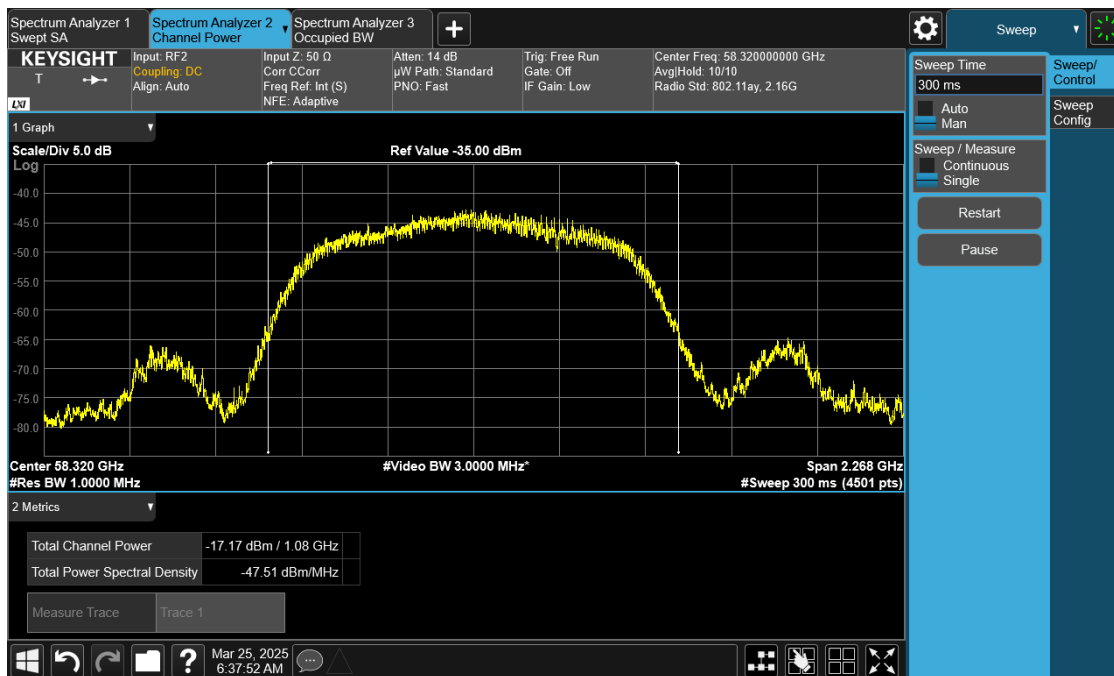 Spectrum Analyzer 1
Swept SA
Spectrum Analyzer 2
Channel Power
Spectrum Analyzer 3
Occupied BW
+
Sweep
KEYSIGHT
T
LXI
Input: RF2
Coupling: DC
Align: Auto
Input Z: 50 Ω
Corr CCorr
Freq Ref: Int (S)
NFE: Adaptive
Atten: 14 dB
µW Path: Standard
PNO: Fast
Trig: Free Run
Gate: Off
IF Gain: Low
Center Freq: 58.320000000 GHz
Avg|Hold: 10/10
Radio Std: 802.11ay, 2.16G
Sweep Time
300 ms
Auto
Man
Sweep / Measure
Continuous
Single
Restart
Pause
Sweep/
Control
Sweep
Config
1 Graph
Scale/Div 5.0 dB
Ref Value -35.00 dBm
Log
-40.0
-45.0
-50.0
-55.0
-60.0
-65.0
-70.0
-75.0
-80.0
Center 58.320 GHz
#Video BW 3.0000 MHz*
Span 2.268 GHz
#Res BW 1.0000 MHz
#Sweep 300 ms (4501 pts)
2 Metrics
Total Channel Power -17.17 dBm / 1.08 GHz
Total Power Spectral Density -47.51 dBm/MHz
Measure Trace Trace 1
?
Mar 25, 2025
6:37:52 AM